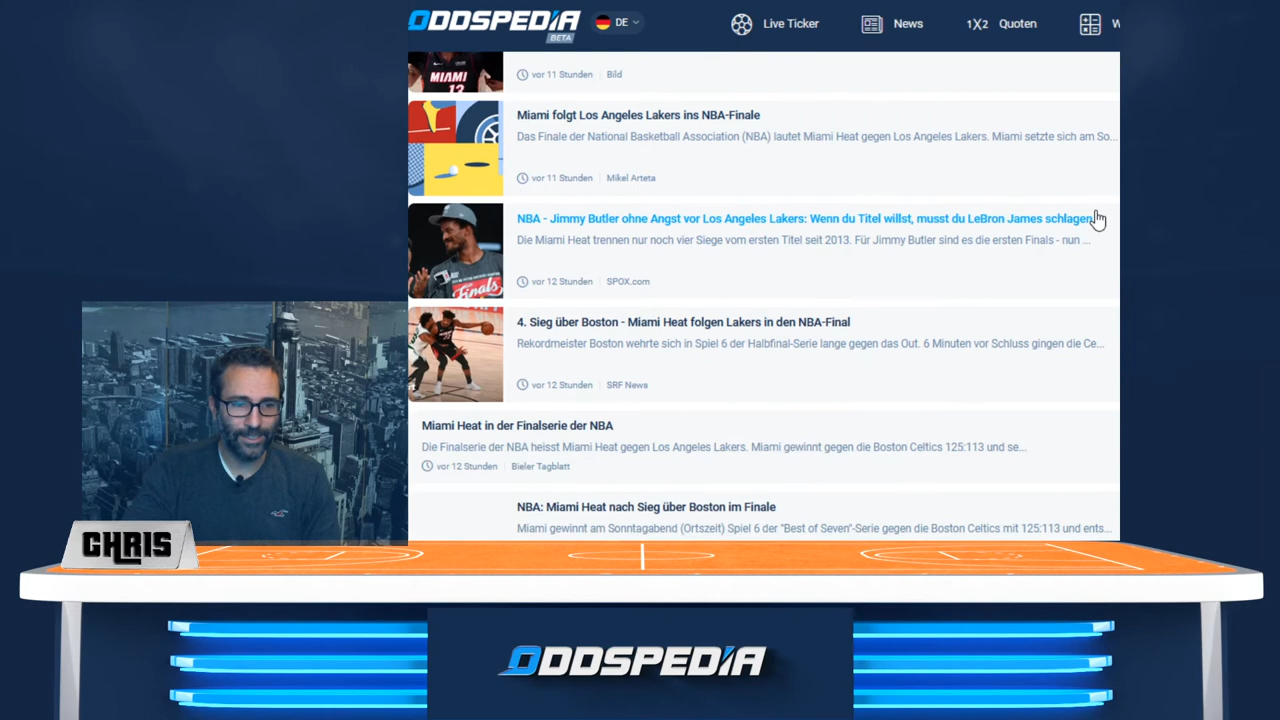 ODDSPEDIA
BETA
DE
Live Ticker
News
1X2 Quoten
W
MIAMI
vor 11 Stunden | Bild
Miami folgt Los Angeles Lakers ins NBA-Finale
Das Finale der National Basketball Association (NBA) lautet Miami Heat gegen Los Angeles Lakers. Miami setzte sich am So...
vor 11 Stunden | Mikel Arteta
NBA - Jimmy Butler ohne Angst vor Los Angeles Lakers: Wenn du Titel willst, musst du LeBron James schlagen
Die Miami Heat trennen nur noch vier Siege vom ersten Titel seit 2013. Für Jimmy Butler sind es die ersten Finals - nun ...
Finals
vor 12 Stunden | SPOX.com
4. Sieg über Boston - Miami Heat folgen Lakers in den NBA-Final
Rekordmeister Boston wehrte sich in Spiel 6 der Halbfinal-Serie lange gegen das Out. 6 Minuten vor Schluss gingen die Ce...
vor 12 Stunden | SRF News
Miami Heat in der Finalserie der NBA
Die Finalserie der NBA heisst Miami Heat gegen Los Angeles Lakers. Miami gewinnt gegen die Boston Celtics 125:113 und se...
vor 12 Stunden | Bieler Tagblatt
NBA: Miami Heat nach Sieg über Boston im Finale
Miami gewinnt am Sonntagabend (Ortszeit) Spiel 6 der "Best of Seven"-Serie gegen die Boston Celtics mit 125:113 und ents...
CHRIS
ODDSPEDIA